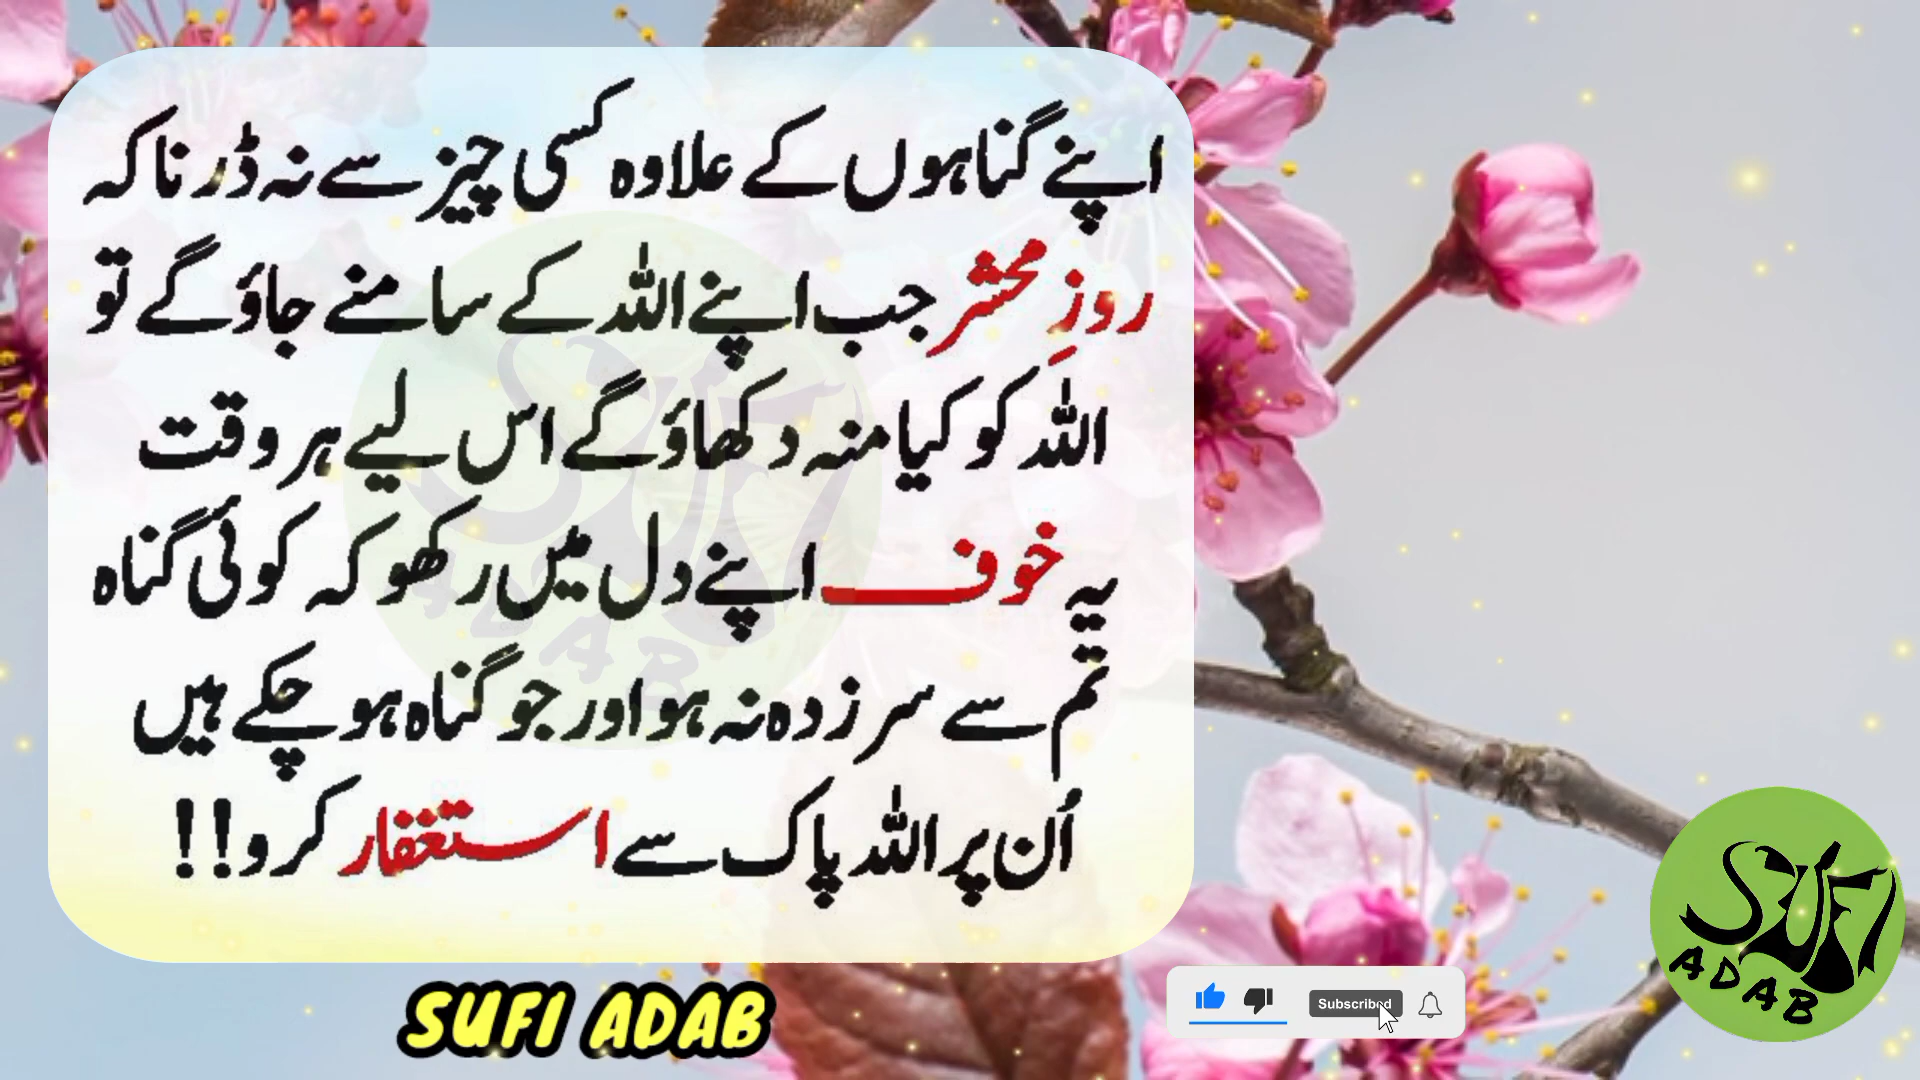 اپنے گناہوں کے علاوہ کسی چیز سے نہ ڈرنا کہ
روزِ محشر جب اپنے اللہ کے سامنے جاؤ گے تو
اللہ کو کیا منہ دکھاؤ گے اس لیے ہر وقت
یہ خوف اپنے دل میں رکھو کہ کوئی گناہ
تم سے سرزدہ نہ ہو اور جو گناہ ہو چکے ہیں
اُن پر اللہ پاک سے استغفار کرو!!
SUFI ADAB
Subscribed
SUFI
ADAB